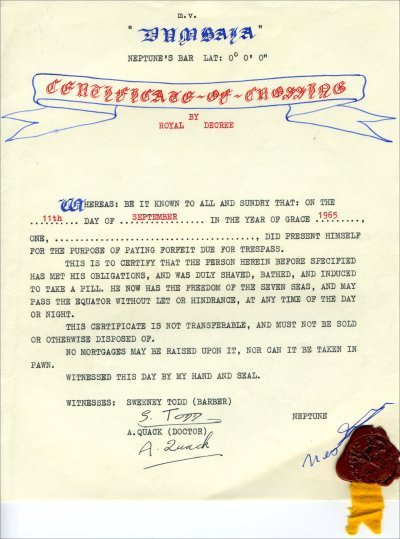 m.v.
" DUMBAIA "
NEPTUNE'S BAR LAT: 0° 0' 0"
CERTIFICATE-OF-CROSSING
BY
ROYAL DECREE
WHEREAS: BE IT KNOWN TO ALL AND SUNDRY THAT: ON THE
...11th.... DAY OF ..SEPTEMBER...... IN THE YEAR OF GRACE .1965.....,
ONE, ......................................, DID PRESENT HIMSELF
FOR THE PURPOSE OF PAYING FORFEIT DUE FOR TRESPASS.
THIS IS TO CERTIFY THAT THE PERSON HEREIN BEFORE SPECIFIED
HAS MET HIS OBLIGATIONS, AND WAS DULY SHAVED, BATHED, AND INDUCED
TO TAKE A PILL. HE NOW HAS THE FREEDOM OF THE SEVEN SEAS, AND MAY
PASS THE EQUATOR WITHOUT LET OR HINDRANCE, AT ANY TIME OF THE DAY
OR NIGHT.
THIS CERTIFICATE IS NOT TRANSFERABLE, AND MUST NOT BE SOLD
OR OTHERWISE DISPOSED OF.
NO MORTGAGES MAY BE RAISED UPON IT, NOR CAN IT BE TAKEN IN
PAWN.
WITNESSED THIS DAY BY MY HAND AND SEAL.
WITNESSES: SWEENEY TODD (BARBER)
S. TODD
NEPTUNE
A.QUACK (DOCTOR)
A. Quack